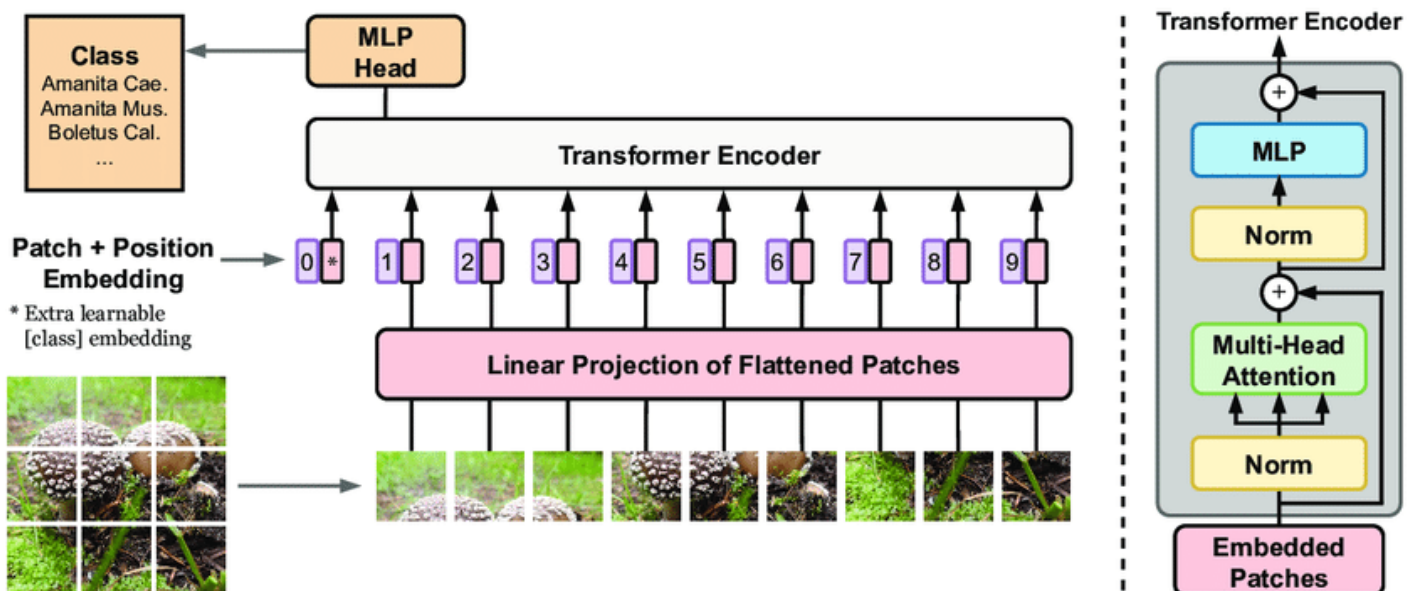 Class
Amanita Cae.
Amanita Mus.
Boletus Cal.
...
MLP
Head
Transformer Encoder
Patch + Position
Embedding
* Extra learnable
[class] embedding
0 * 1 2 3 4 5 6 7 8 9
Linear Projection of Flattened Patches
Transformer Encoder
+
MLP
Norm
+
Multi-Head
Attention
Norm
Embedded
Patches